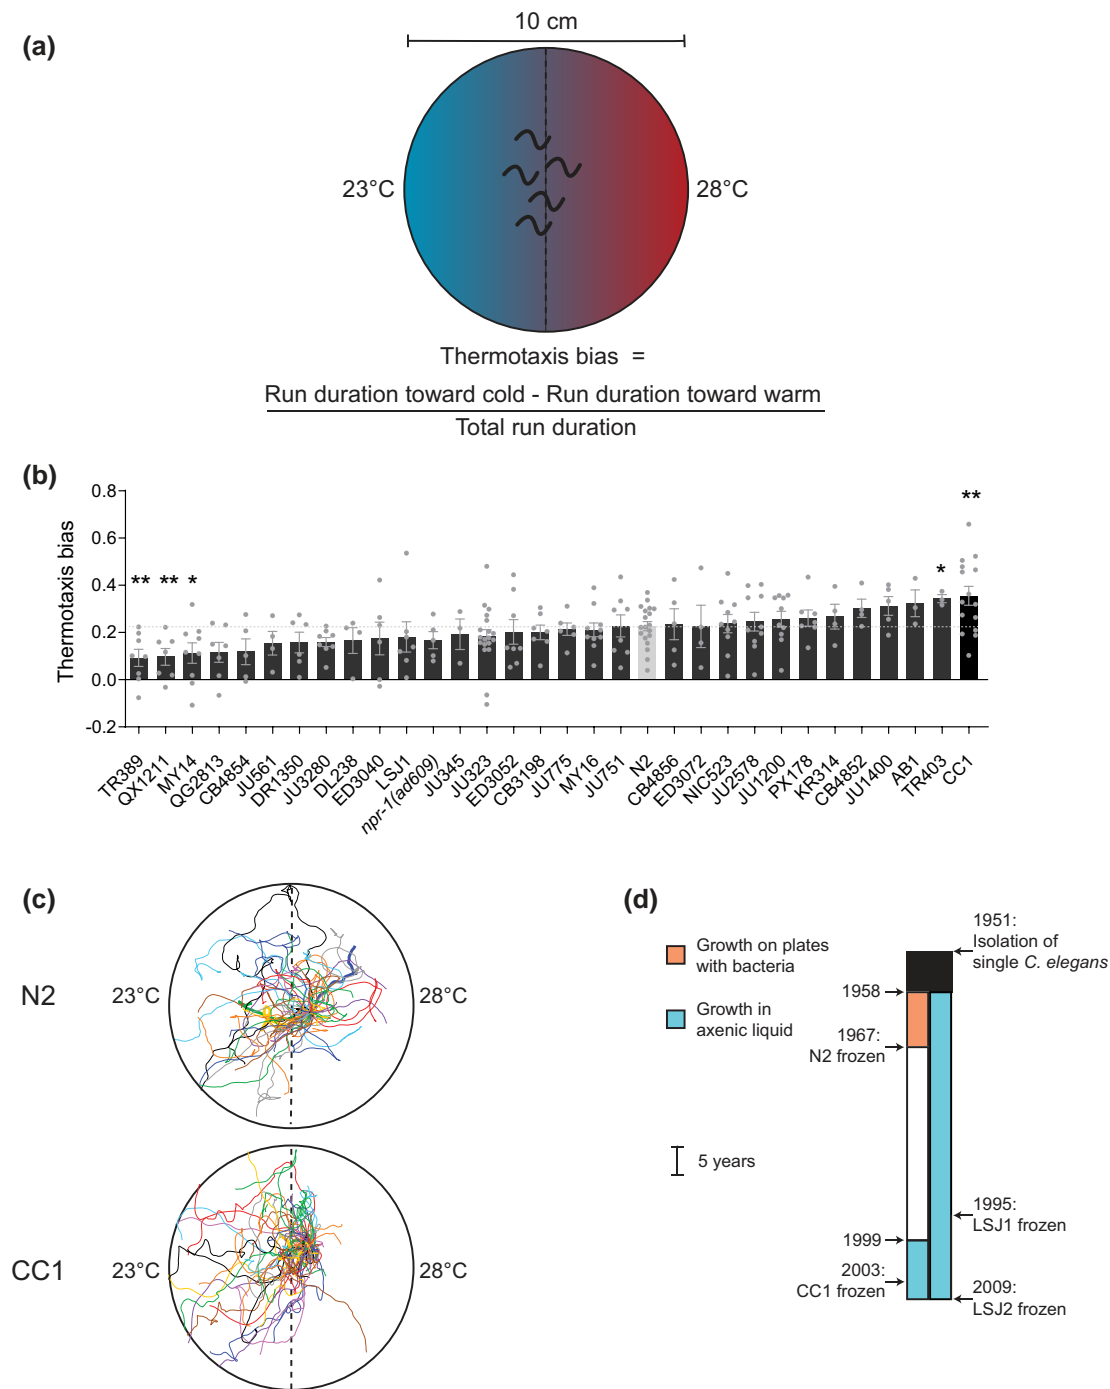 (a)
10 cm
23°C
28°C
Thermotaxis bias =
Run duration toward cold - Run duration toward warm
Total run duration
(b)
Thermotaxis bias
0.8
0.6
0.4
0.2
0.0
-0.2
** ** * * **
TR389
QX1211
MY14
QG2813
CB4854
JU561
DR1350
JU3280
DL238
ED3040
LSJ1
npr-1(ad609)
JU345
JU323
ED3052
CB3198
JU775
MY16
JU751
N2
CB4856
ED3072
NIC523
JU2578
JU1200
PX178
KR314
CB4852
JU1400
AB1
TR403
CC1
(c)
N2
23°C
28°C
CC1
23°C
28°C
(d)
Growth on plates
with bacteria
Growth in
axenic liquid
5 years
1951:
Isolation of
single C. elegans
1958
1967:
N2 frozen
1995:
LSJ1 frozen
1999
2003:
CC1 frozen
2009:
LSJ2 frozen